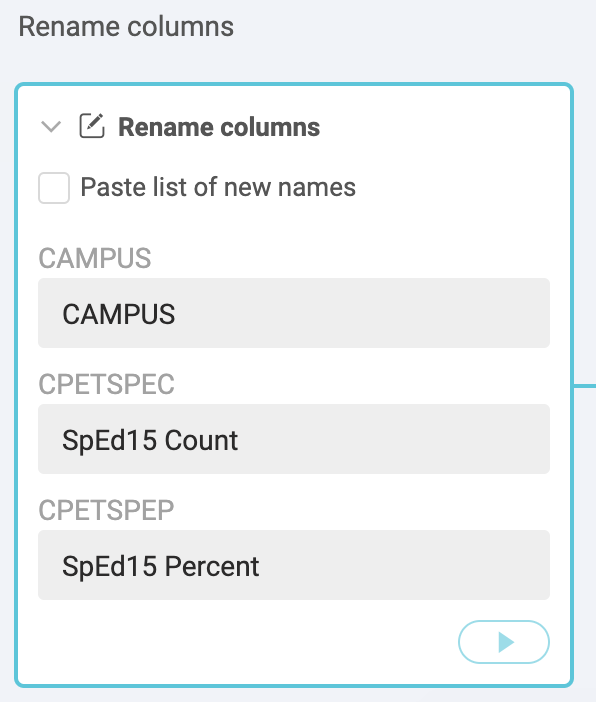 Rename columns
Rename columns
Paste list of new names
CAMPUS
CAMPUS
CPETSPEC
SpEd15 Count
CPETSPEP
SpEd15 Percent